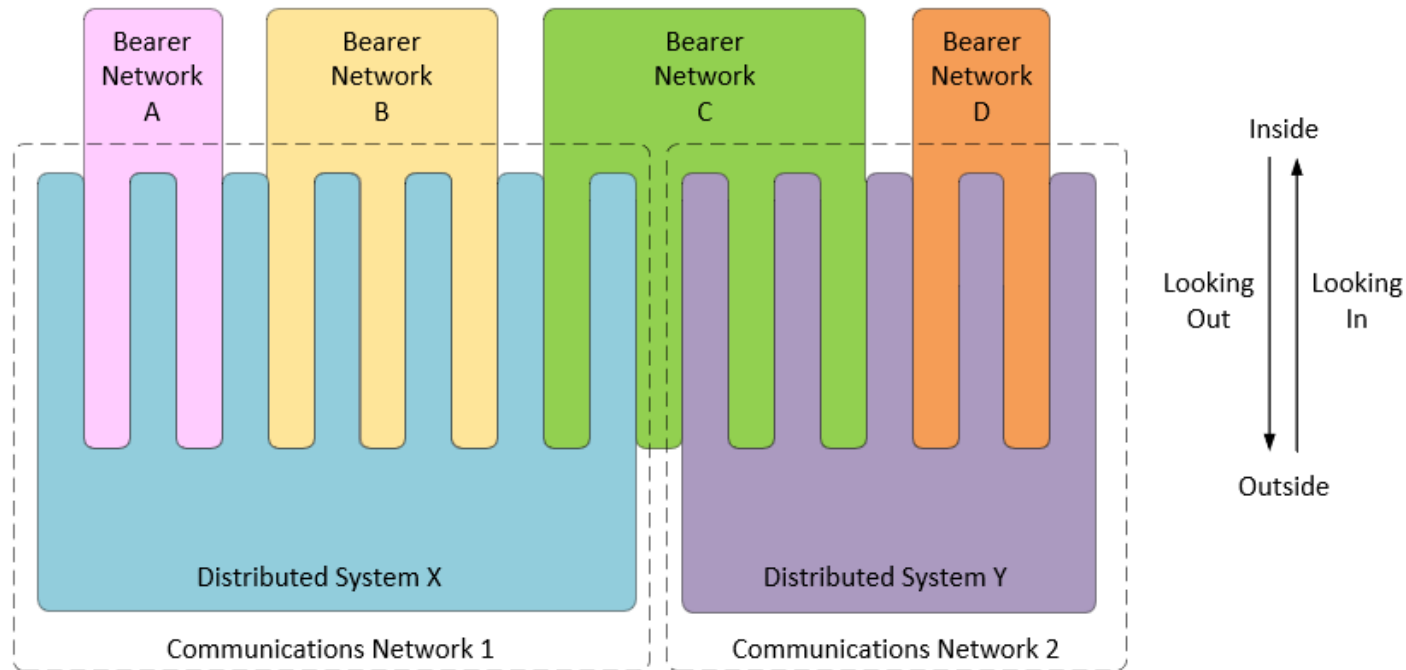 Bearer
Network
A
Bearer
Network
B
Bearer
Network
C
Bearer
Network
D
Inside
Looking
Out
Looking
In
Outside
Distributed System X
Distributed System Y
Communications Network 1
Communications Network 2